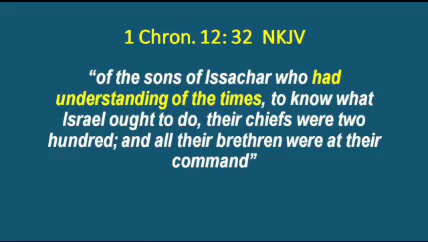 1 Chron. 12: 32  NKJV
“of the sons of Issachar who had
understanding of the times, to know what
Israel ought to do, their chiefs were two
hundred; and all their brethren were at their
command”